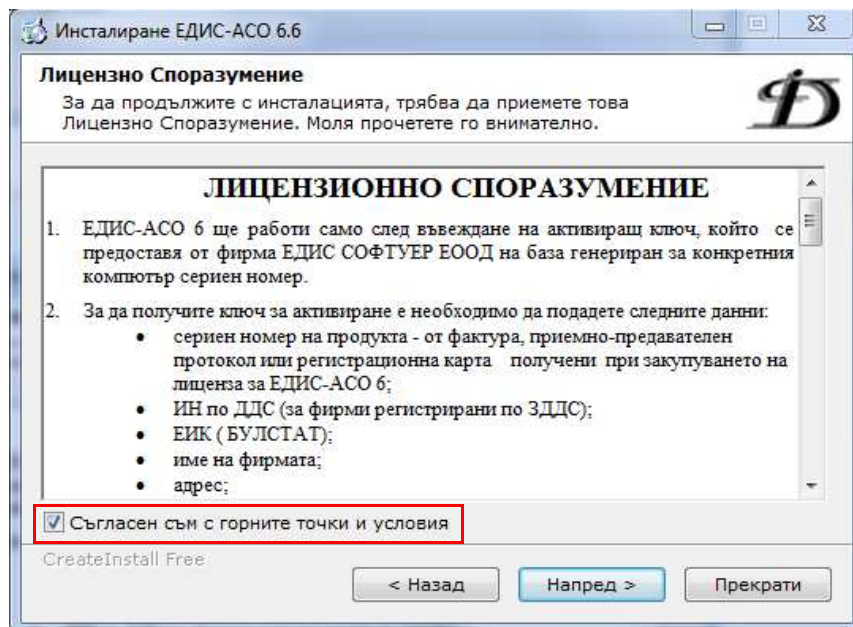 Инсталиране ЕДИС-АСО 6.6
Лицензно Споразумение
За да продължите с инсталацията, трябва да приемете това
Лицензно Споразумение. Моля прочетете го внимателно.
ЛИЦЕНЗИОННО СПОРАЗУМЕНИЕ
1. ЕДИС-АСО 6 ще работи само след въвеждане на активиращ ключ, който се
предоставя от фирма ЕДИС СОФТУЕР ЕООД на база генериран за конкретния
компютър сериен номер.
2. За да получите ключ за активиране е необходимо да подадете следните данни:
• сериен номер на продукта - от фактура, приемно-предавателен
протокол или регистрационна карта получени при закупуването на
лиценза за ЕДИС-АСО 6;
• ИН по ДДС (за фирми регистрирани по ЗДДС);
• ЕИК ( БУЛСТАТ);
• име на фирмата;
• адрес;
Съгласен съм с горните точки и условия
CreateInstall Free
< Назад
Напред >
Прекрати